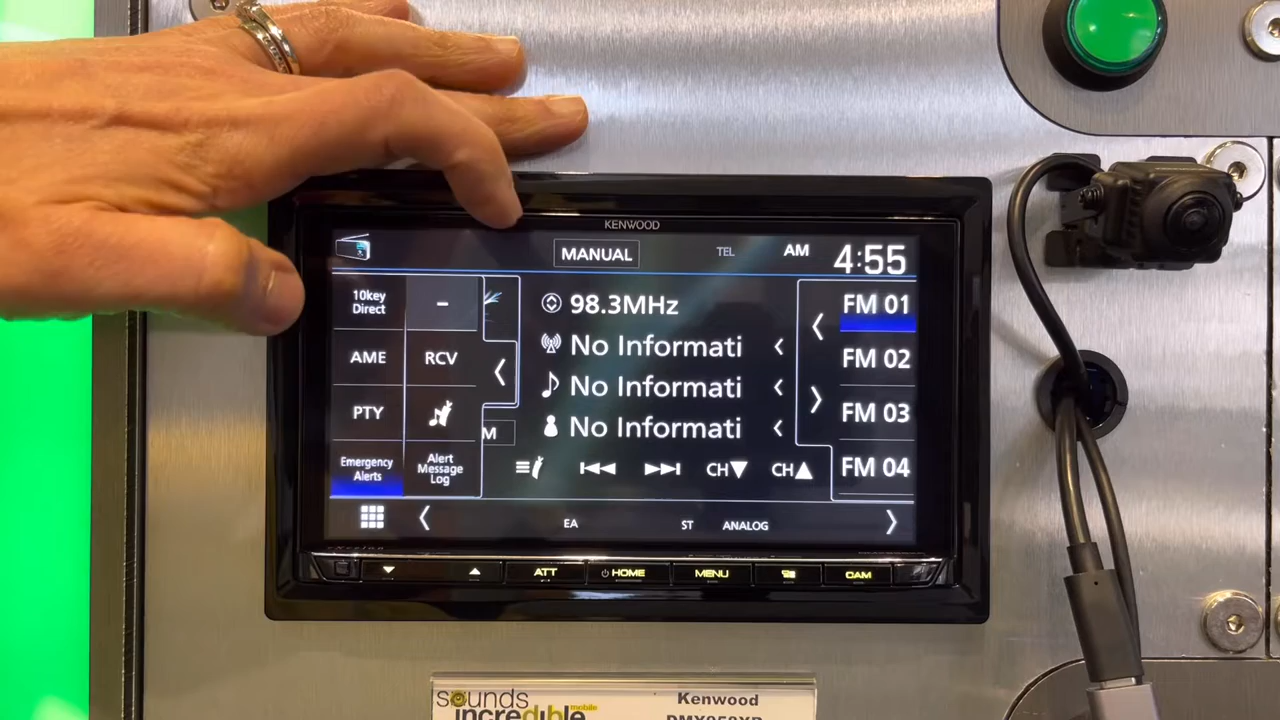 KENWOOD
MANUAL
TEL
AM
4:55
10key
Direct
-
98.3MHz
FM 01
AME
RCV
No Informati
FM 02
PTY
No Informati
FM 03
M
No Informati
Emergency
Alerts
Alert
Message
Log
CH▼
CH▲
FM 04
EA
ST
ANALOG
ATT
HOME
MENU
CAM
sounds
incredible
mobile
Kenwood